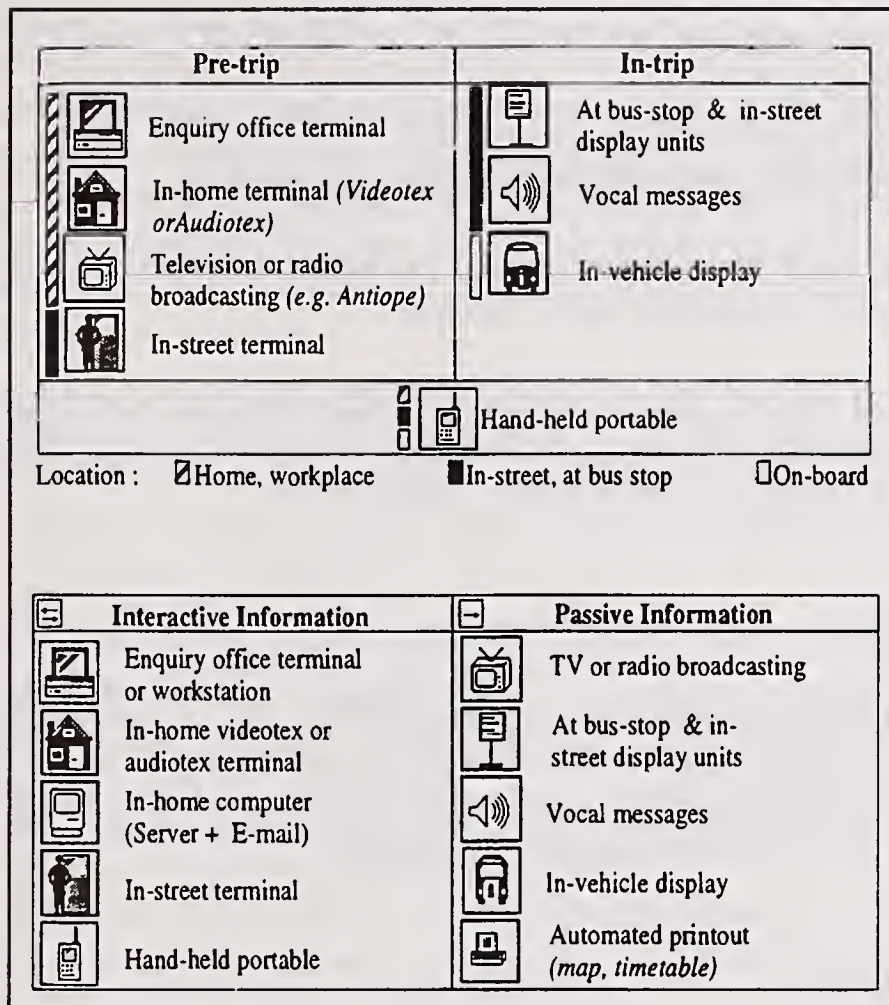 Pre-trip
In-trip
Enquiry office terminal
In-home terminal (Videotex
orAudiotex)
Television or radio
broadcasting (e.g. Antiope)
In-street terminal
At bus-stop & in-street
display units
Vocal messages
In-vehicle display
Hand-held portable
Location : Home, workplace In-street, at bus stop On-board
Interactive Information
Passive Information
Enquiry office terminal
or workstation
In-home videotex or
audiotex terminal
In-home computer
(Server + E-mail)
In-street terminal
Hand-held portable
TV or radio broadcasting
At bus-stop & in-
street display units
Vocal messages
In-vehicle display
Automated printout
(map, timetable)